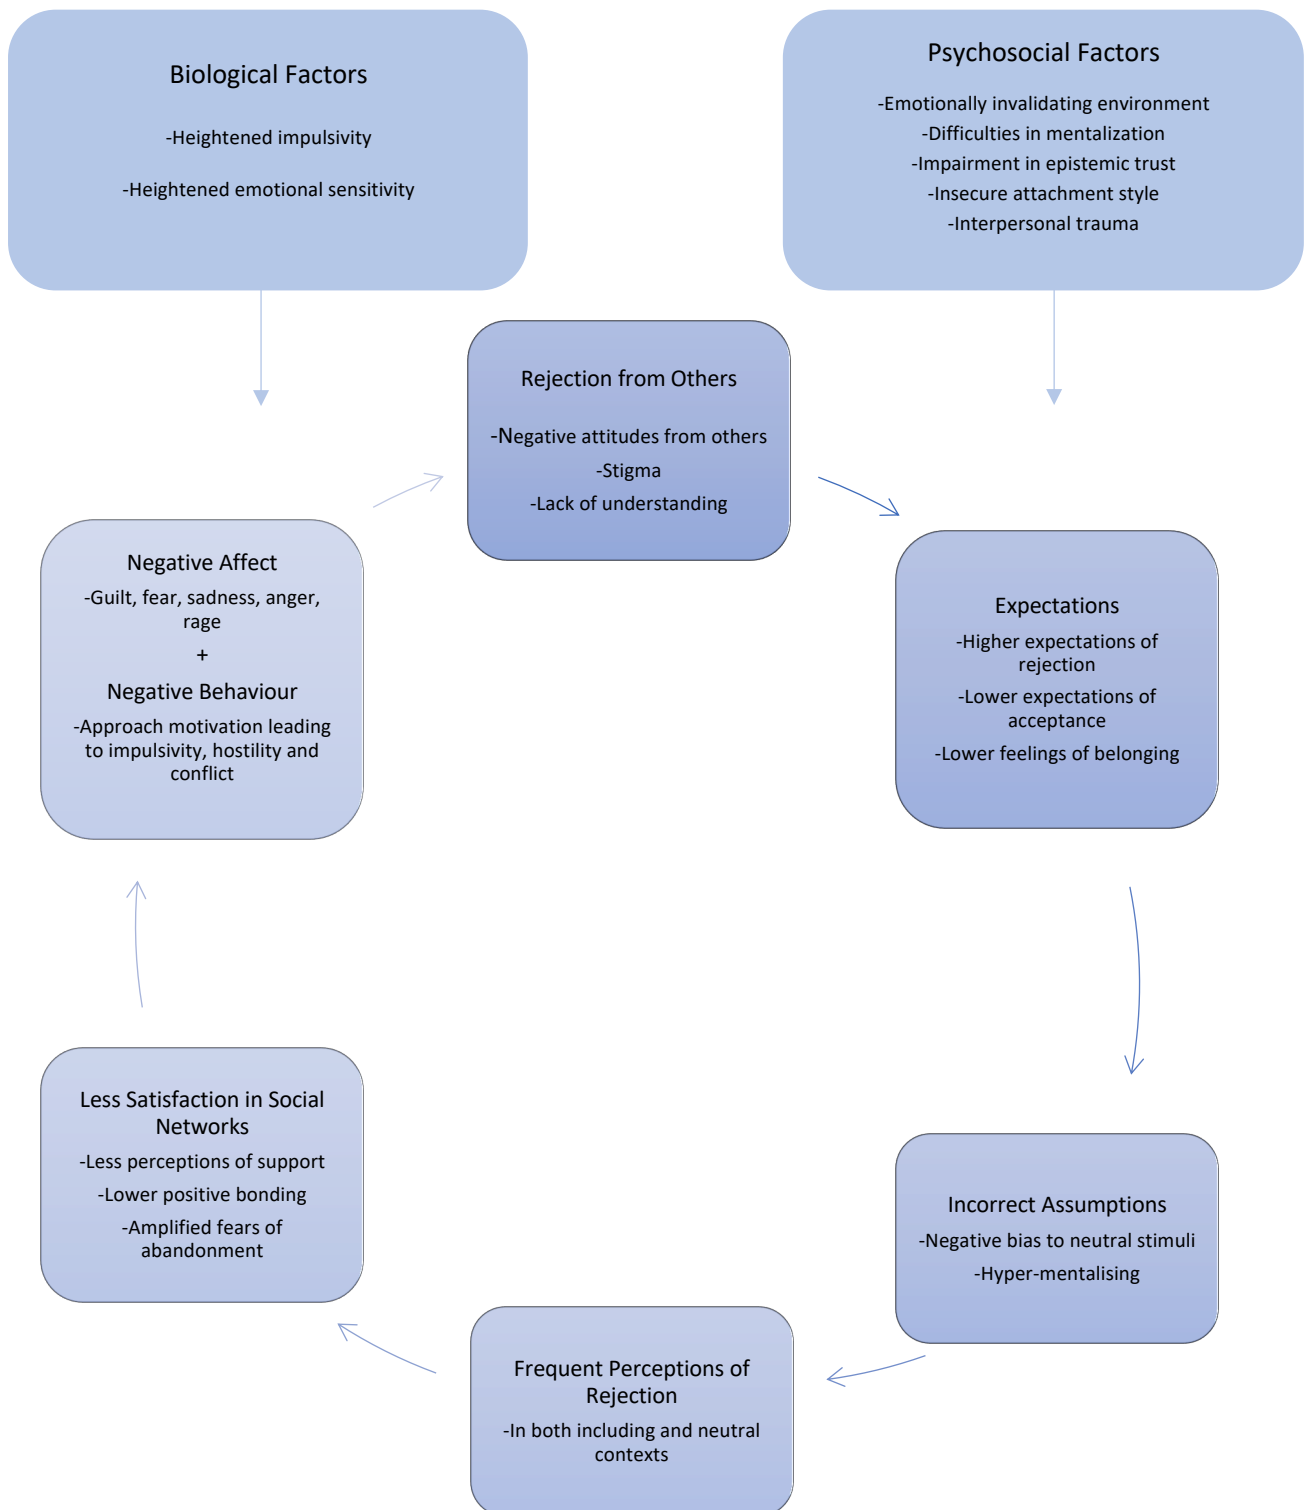 Biological Factors
-Heightened impulsivity
-Heightened emotional sensitivity
Psychosocial Factors
-Emotionally invalidating environment
-Difficulties in mentalization
-Impairment in epistemic trust
-Insecure attachment style
-Interpersonal trauma
Rejection from Others
-Negative attitudes from others
-Stigma
-Lack of understanding
Expectations
-Higher expectations of
rejection
-Lower expectations of
acceptance
-Lower feelings of belonging
Incorrect Assumptions
-Negative bias to neutral stimuli
-Hyper-mentalising
Frequent Perceptions of
Rejection
-In both including and neutral
contexts
Less Satisfaction in Social
Networks
-Less perceptions of support
-Lower positive bonding
-Amplified fears of
abandonment
Negative Affect
-Guilt, fear, sadness, anger,
rage
+
Negative Behaviour
-Approach motivation leading
to impulsivity, hostility and
conflict